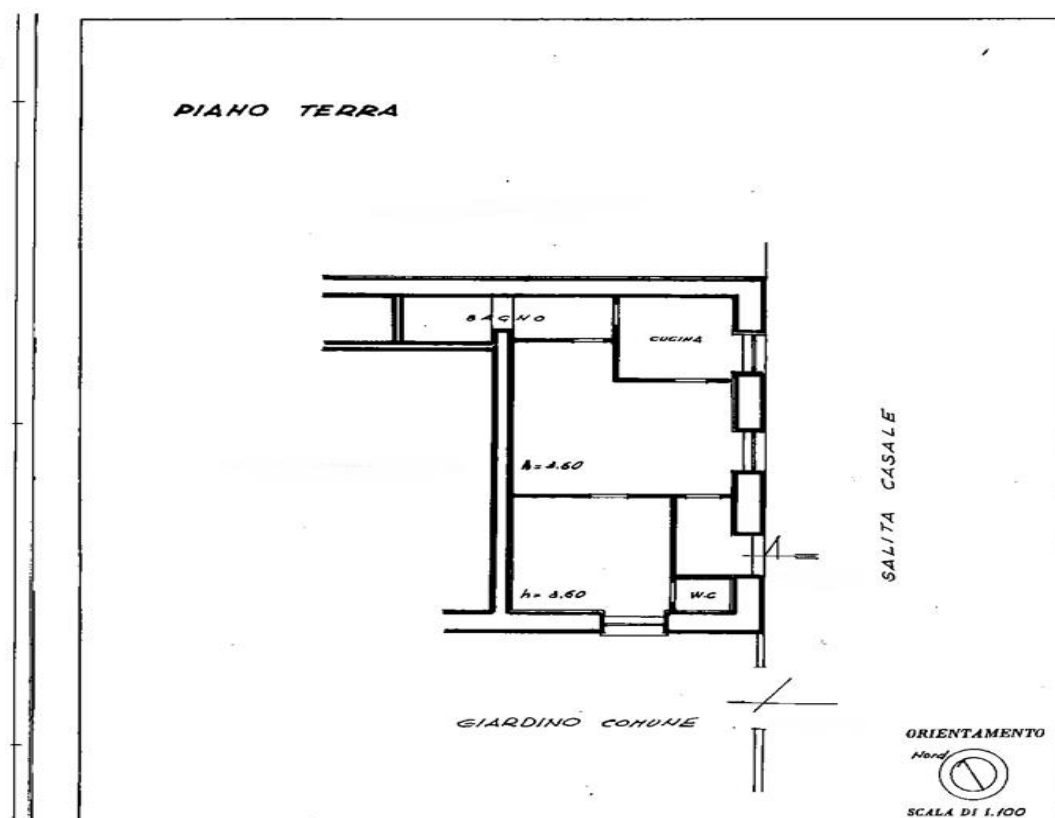 PIANO TERRA
BAGNO
CUCINA
SALITA CASALE
h= 3.60
h= 3.60
W-C
GIARDINO COMUNE
ORIENTAMENTO
Nord
SCALA DI 1:100